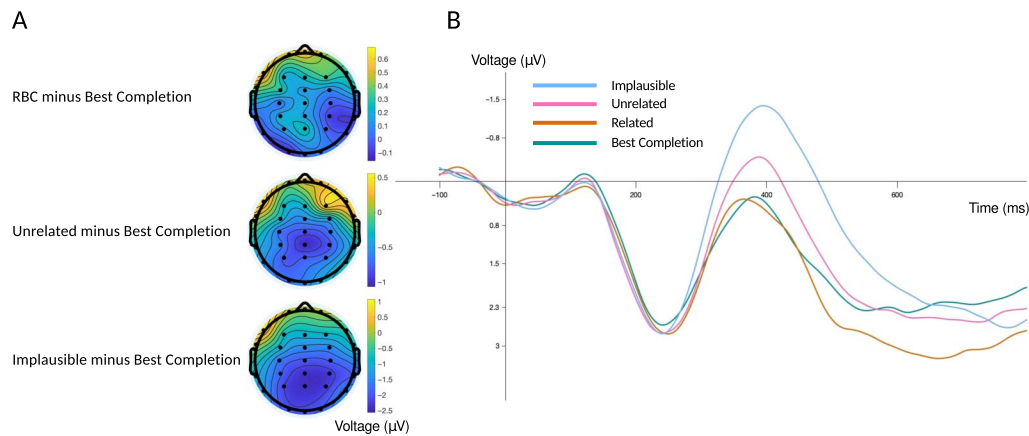 A
RBC minus Best Completion
0.6
0.5
0.4
0.3
0.2
0.1
0
−0.1
Unrelated minus Best Completion
0.5
0
−0.5
−1
Implausible minus Best Completion
1
0.5
0
−0.5
−1
−1.5
−2
−2.5
Voltage (μV)
B
Voltage (μV)
Implausible
Unrelated
Related
Best Completion
−1.5
−0.8
0.8
1.5
2.3
3
−100
200
400
600
Time (ms)